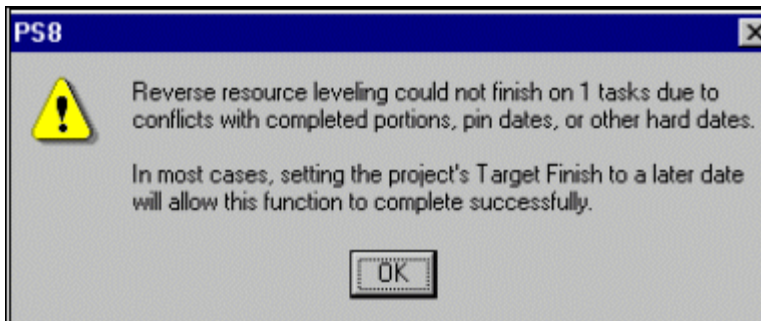 PS8
Reverse resource leveling could not finish on 1 tasks due to
conflicts with completed portions, pin dates, or other hard dates.
In most cases, setting the project's Target Finish to a later date
will allow this function to complete successfully.
OK